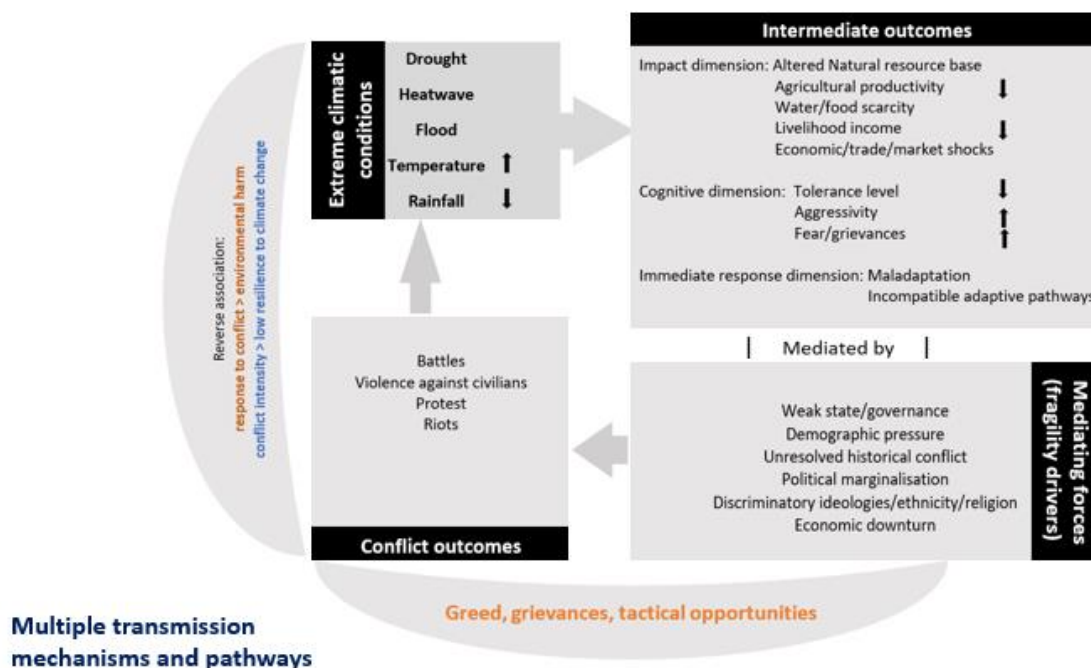 Extreme climatic
conditions
Drought
Heatwave
Flood
Temperature
Rainfall
Intermediate outcomes
Impact dimension: Altered Natural resource base
Agricultural productivity
Water/food scarcity
Livelihood income
Economic/trade/market shocks
Cognitive dimension: Tolerance level
Aggressivity
Fear/grievances
Immediate response dimension: Maladaptation
Incompatible adaptive pathways
Mediated by
Weak state/governance
Demographic pressure
Unresolved historical conflict
Political marginalisation
Discriminatory ideologies/ethnicity/religion
Economic downturn
Mediating forces
(fragility drivers)
Battles
Violence against civilians
Protest
Riots
Conflict outcomes
Reverse association:
response to conflict > environmental harm
conflict intensity > low resilience to climate change
Greed, grievances, tactical opportunities
Multiple transmission
mechanisms and pathways